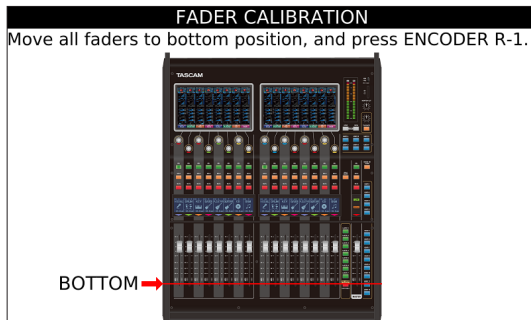 FADER CALIBRATION
Move all faders to bottom position, and press ENCODER R-1.
TASCAM
BOTTOM